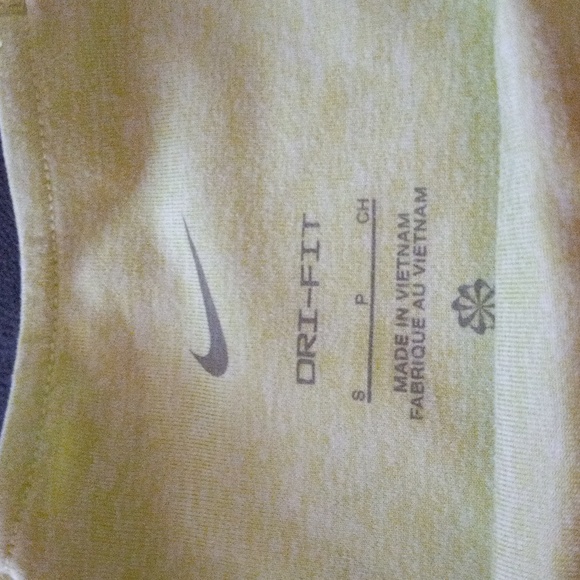 DRI-FIT
S P CH
MADE IN VIETNAM
FABRIQUE AU VIETNAM